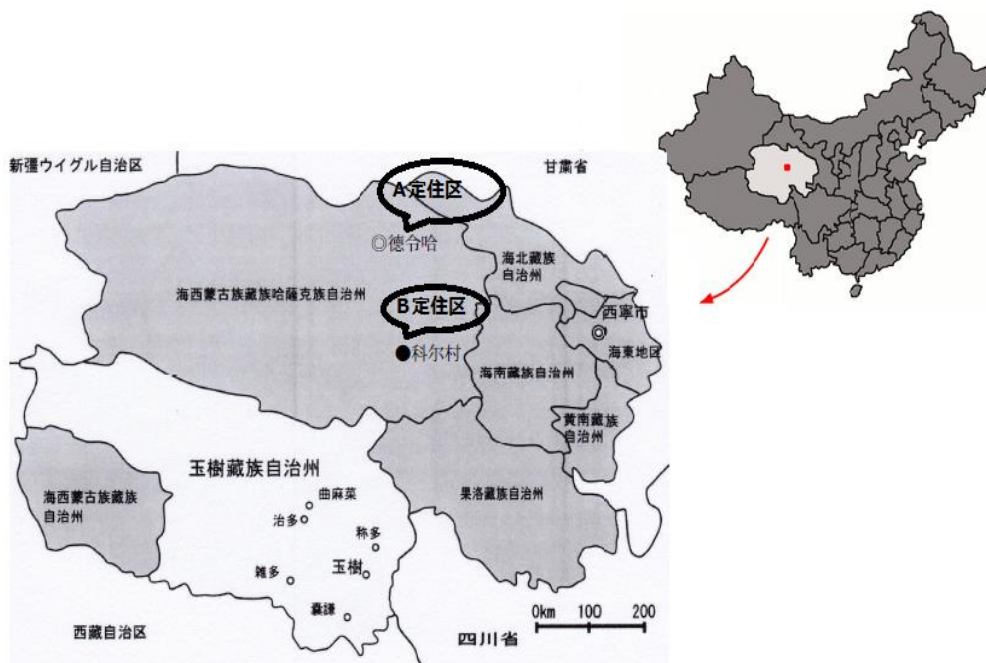 新疆ウイグル自治区
甘粛省
A定住区
◎徳令哈
海北藏族
自治州
海西蒙古族藏族哈薩克族自治州
B定住区
西寧市
●科尔村
海東地区
海南藏族自治州
黄南藏族
自治州
玉樹藏族自治州
海西蒙古族藏族
自治州
曲麻菜
果洛藏族自治州
治多
称多
玉樹
雑多
嚢謙
0km 100 200
西藏自治区
四川省